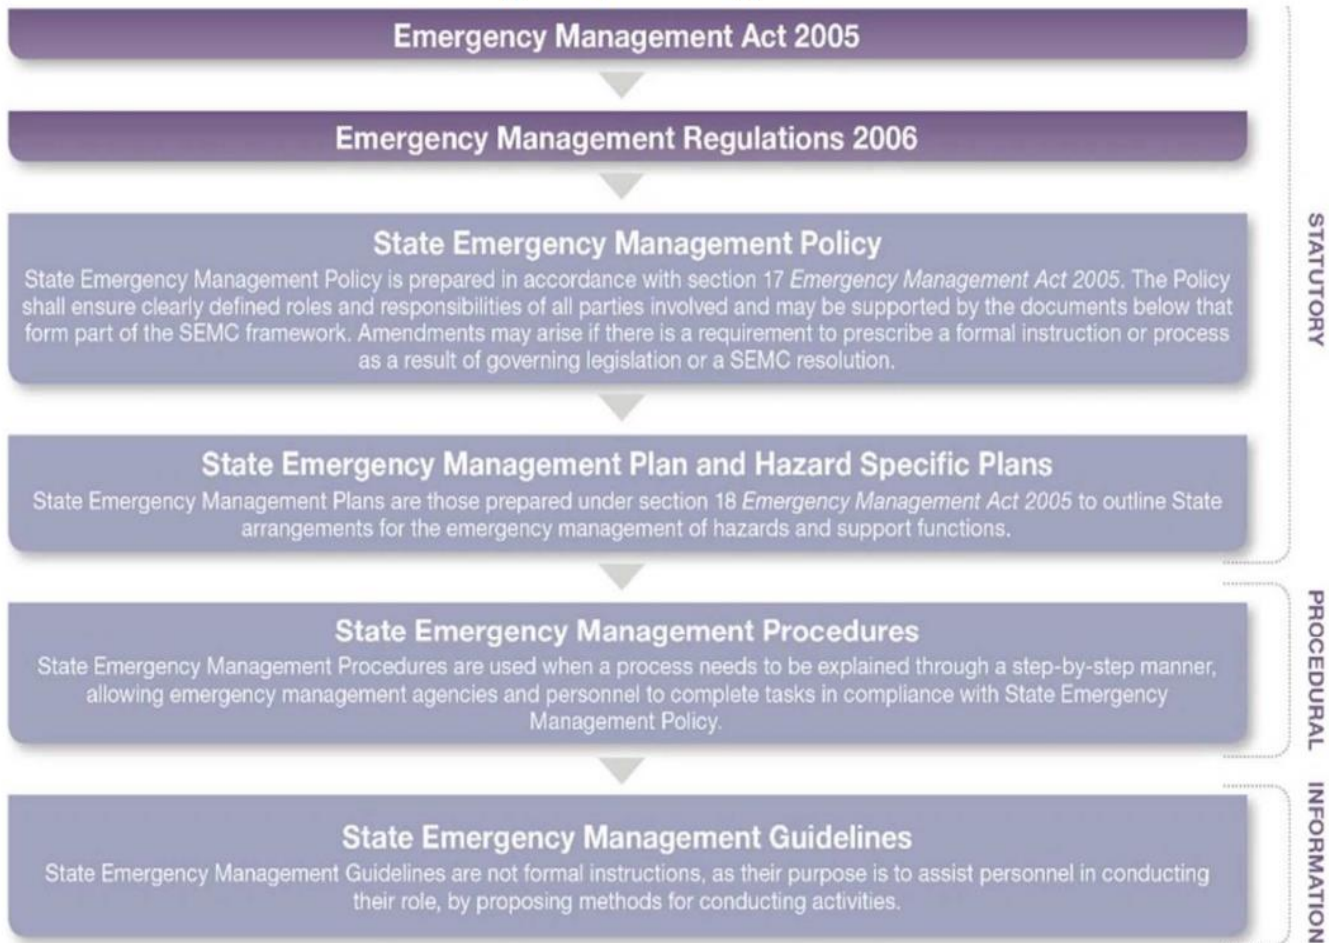 Emergency Management Act 2005
Emergency Management Regulations 2006
State Emergency Management Policy
State Emergency Management Policy is prepared in accordance with section 17 Emergency Management Act 2005. The Policy
shall ensure clearly defined roles and responsibilities of all parties involved and may be supported by the documents below that
form part of the SEMC framework. Amendments may arise if there is a requirement to prescribe a formal instruction or process
as a result of governing legislation or a SEMC resolution.
State Emergency Management Plan and Hazard Specific Plans
State Emergency Management Plans are those prepared under section 18 Emergency Management Act 2005 to outline State
arrangements for the emergency management of hazards and support functions.
STATUTORY
State Emergency Management Procedures
State Emergency Management Procedures are used when a process needs to be explained through a step-by-step manner,
allowing emergency management agencies and personnel to complete tasks in compliance with State Emergency
Management Policy.
PROCEDURAL
State Emergency Management Guidelines
State Emergency Management Guidelines are not formal instructions, as their purpose is to assist personnel in conducting
their role, by proposing methods for conducting activities.
INFORMATION